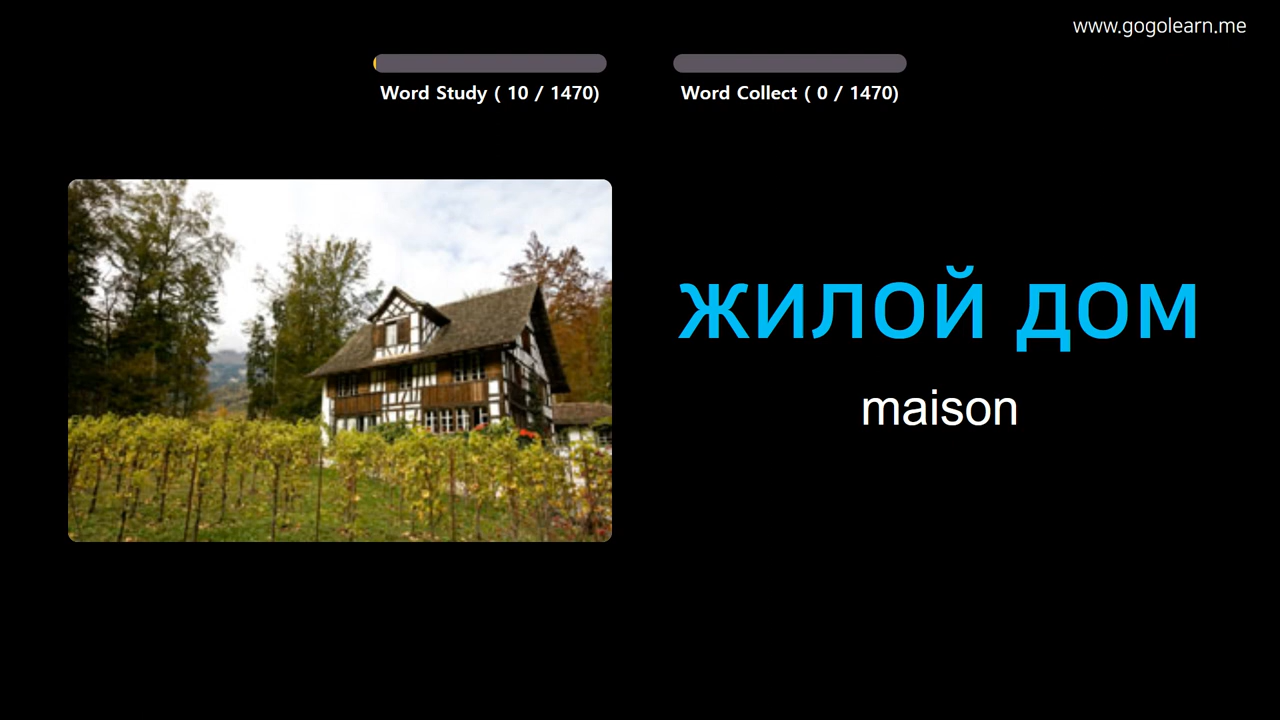 www.gogolearn.me
Word Study ( 10 / 1470)
Word Collect ( 0 / 1470)
жилой дом
maison